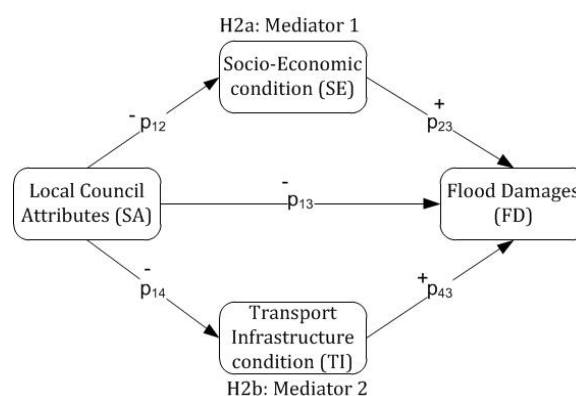 H2a: Mediator 1
Socio-Economic
condition (SE)
- p12
+
p23
Local Council
Attributes (SA)
-
p13
Flood Damages
(FD)
-
p14
+
p43
Transport
Infrastructure
condition (TI)
H2b: Mediator 2